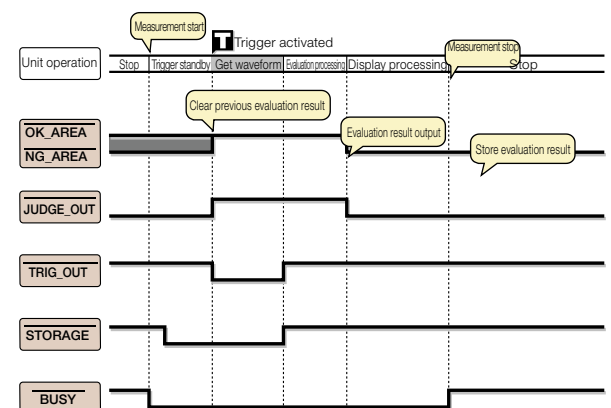 Measurement start
T Trigger activated
Measurement stop
Unit operation
Stop Trigger standby Get waveform Evaluation processing Display processing Stop
Clear previous evaluation result
OK_AREA
NG_AREA
Evaluation result output
Store evaluation result
JUDGE_OUT
TRIG_OUT
STORAGE
BUSY